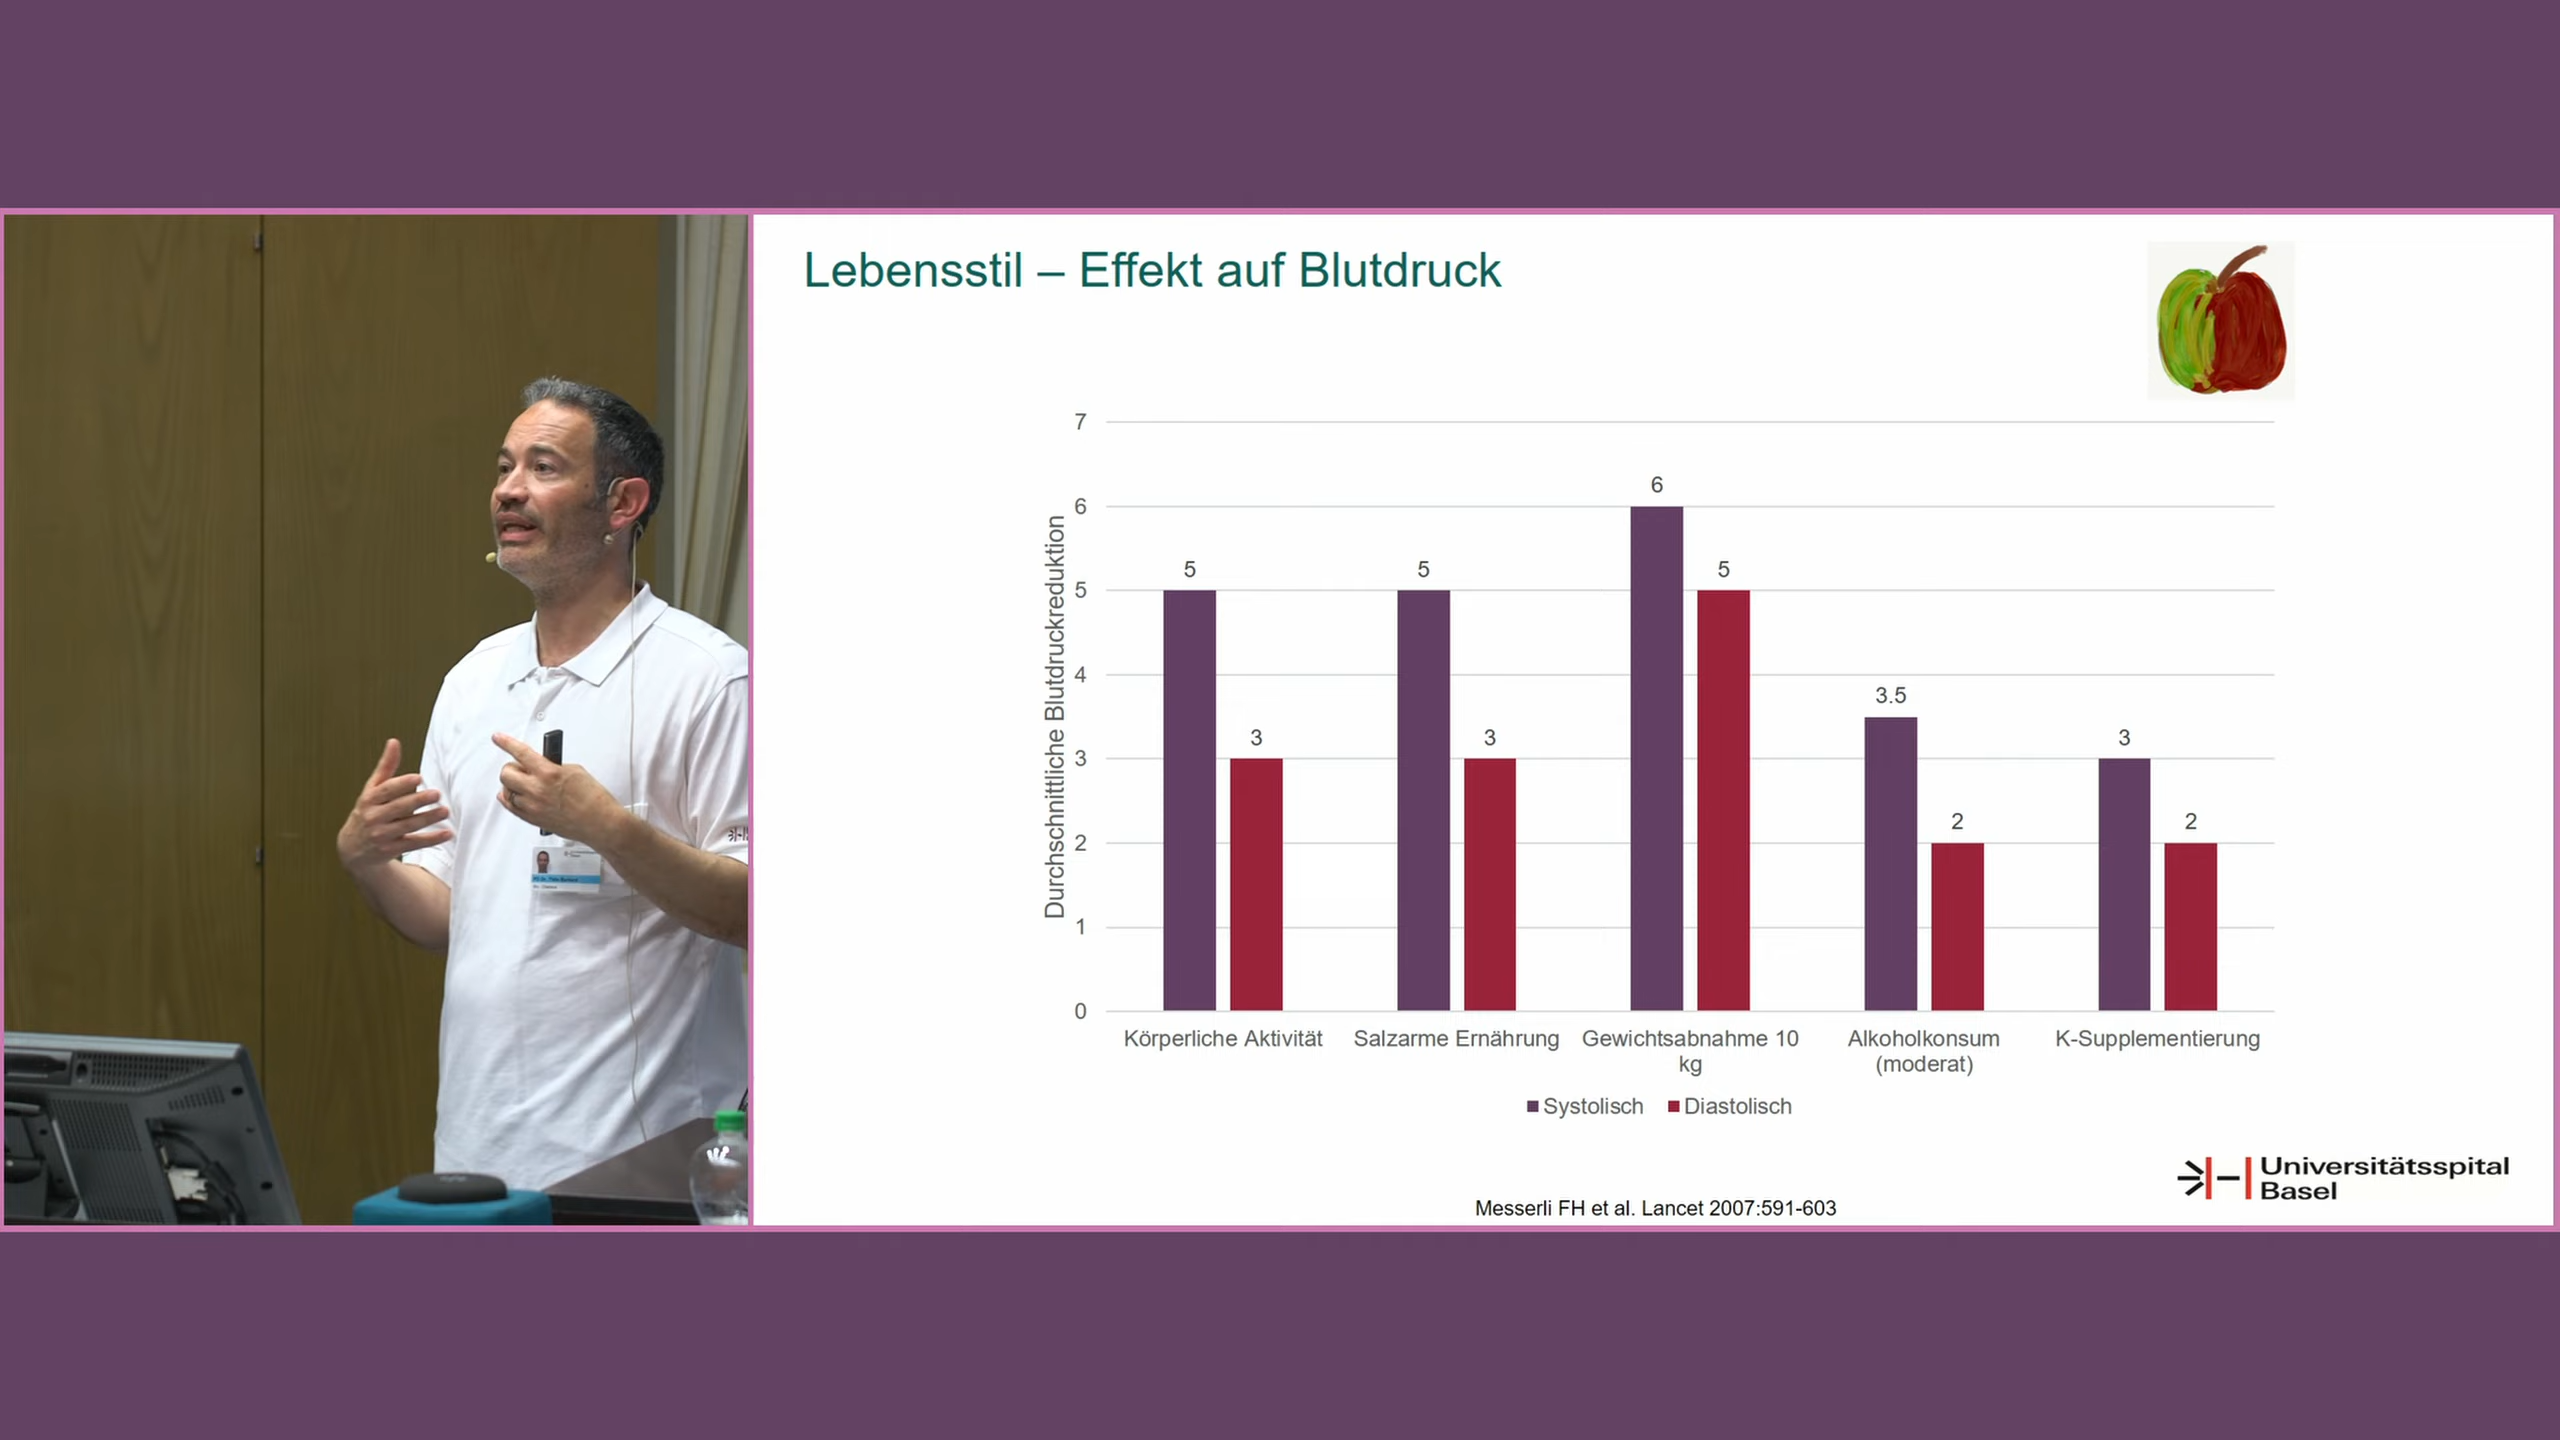 Lebensstil – Effekt auf Blutdruck
Durchschnittliche Blutdruckreduktion
7
6
5
4
3
2
1
0
5
3
5
3
6
5
3.5
2
3
2
Körperliche Aktivität
Salzarme Ernährung
Gewichtsabnahme 10
kg
Alkoholkonsum
(moderat)
K-Supplementierung
Systolisch
Diastolisch
Messerli FH et al. Lancet 2007:591-603
Universitätsspital
Basel